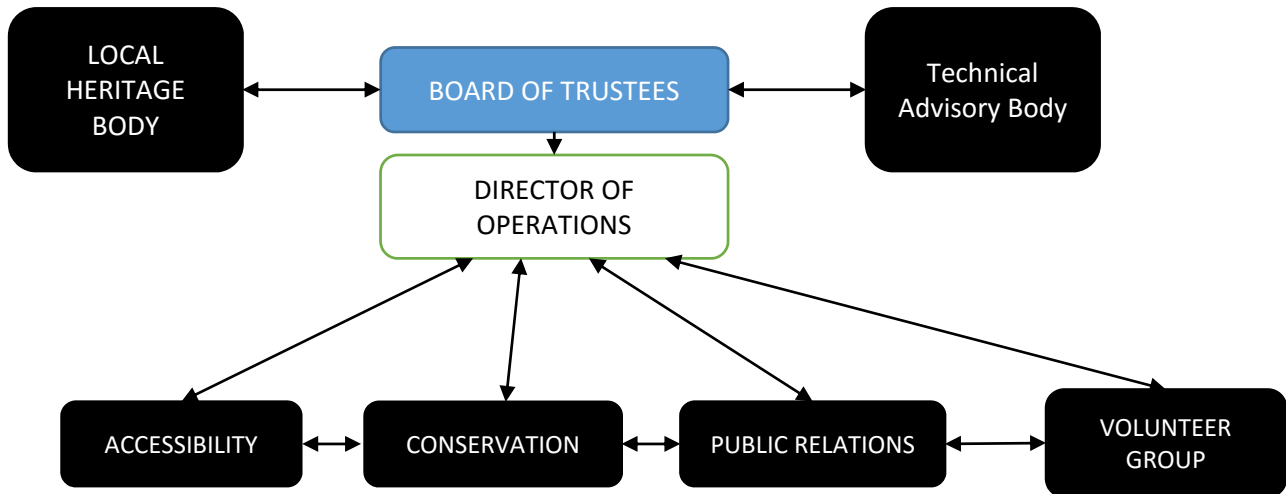 LOCAL
HERITAGE
BODY
BOARD OF TRUSTEES
Technical
Advisory Body
DIRECTOR OF
OPERATIONS
ACCESSIBILITY
CONSERVATION
PUBLIC RELATIONS
VOLUNTEER
GROUP